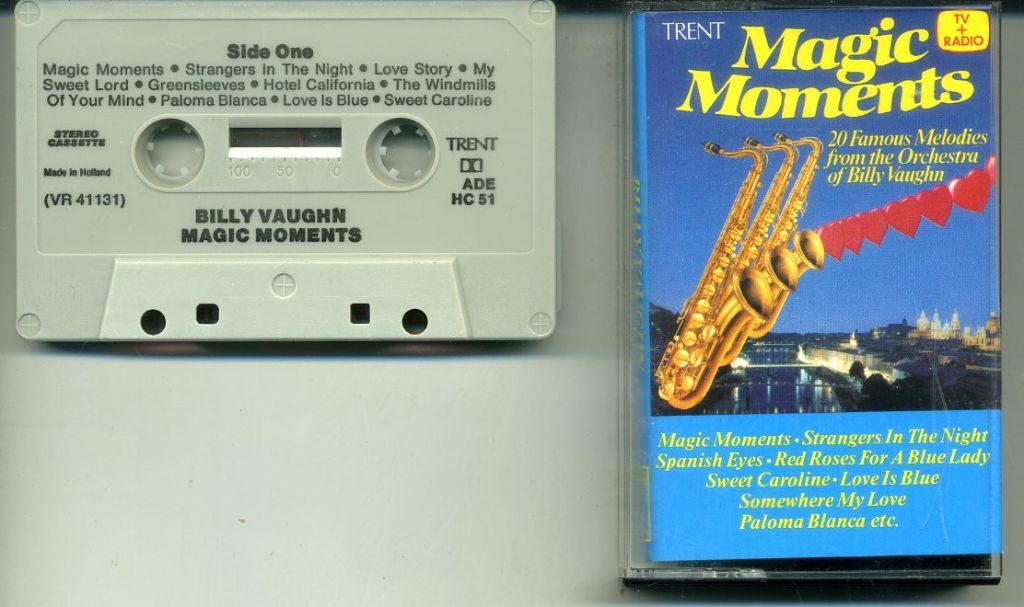 Side One
Magic Moments • Strangers In The Night • Love Story • My
Sweet Lord • Greensleeves • Hotel California • The Windmills
Of Your Mind • Paloma Blanca • Love Is Blue • Sweet Caroline
STEREO
CASSETTE
Made in Holland
(VR 41131)
100 50 0
TRENT
ADE
HC 51
BILLY VAUGHN
MAGIC MOMENTS
TRENT
TV
+
RADIO
Magic
Moments
20 Famous Melodies
from the Orchestra
of Billy Vaughn
Magic Moments • Strangers In The Night
Spanish Eyes • Red Roses For A Blue Lady
Sweet Caroline • Love Is Blue
Somewhere My Love
Paloma Blanca etc.